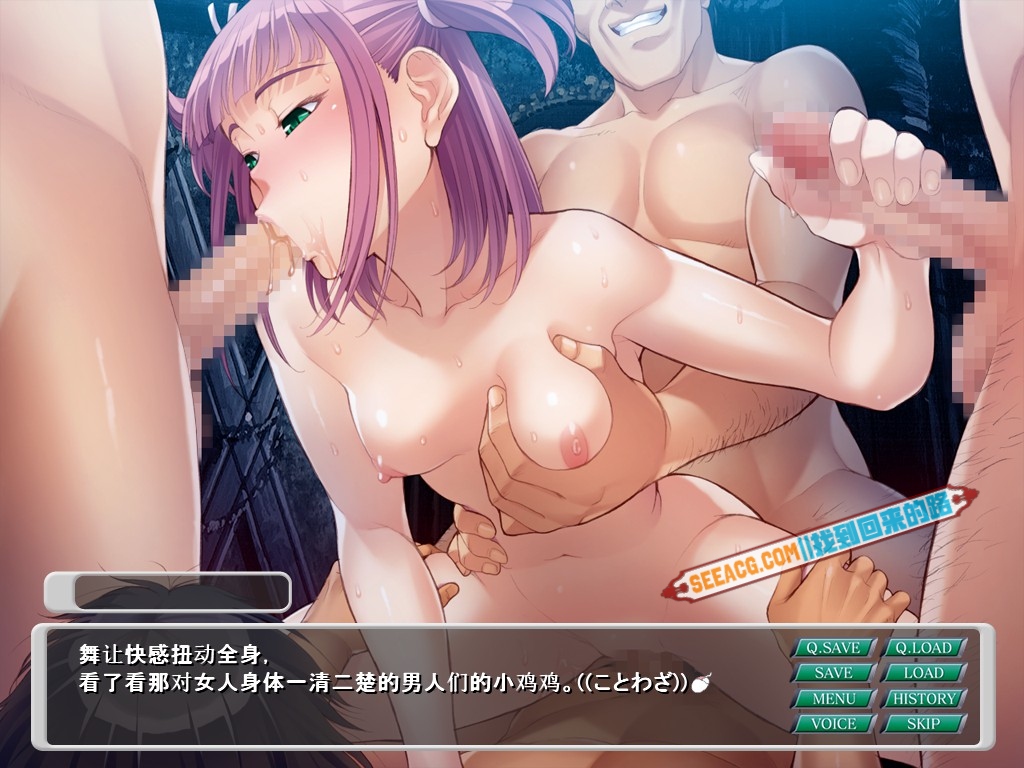 SEEACG.COM||找到回来的路
舞让快感扭动全身,
看了看那对女人身体一清二楚的男人们的小鸡鸡。((ことわざ))
Q.SAVE Q.LOAD
SAVE LOAD
MENU HISTORY
VOICE SKIP